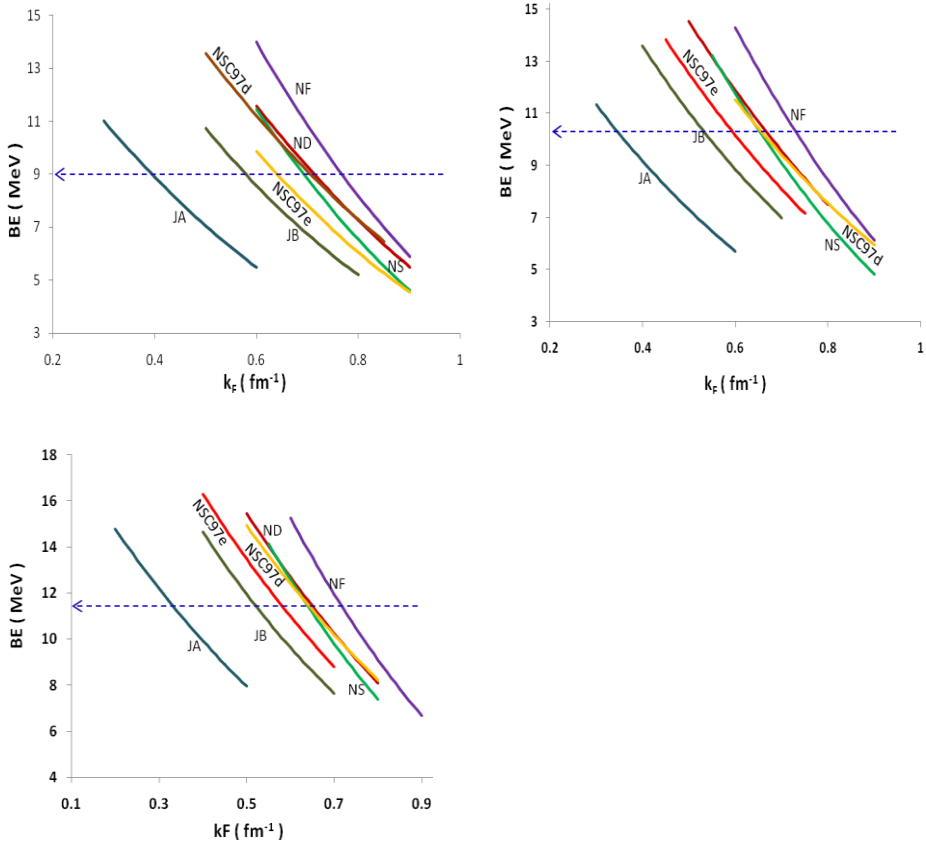 BE ( MeV)
15
13
11
9
7
5
3
0.2 0.4 0.6 0.8 1
kF ( fm-1)
NSC97d
NF
ND
NSC97e
JA
JB
NS
BE ( MeV)
15
13
11
9
7
5
3
0.2 0.4 0.6 0.8 1
kF ( fm-1)
NSC97e
NF
JB
JA
NS
NSC97d
BE ( MeV)
18
16
14
12
10
8
6
4
0.1 0.3 0.5 0.7 0.9
kF ( fm-1)
NSC97e
ND
NSC97d
NF
JB
JA
NS